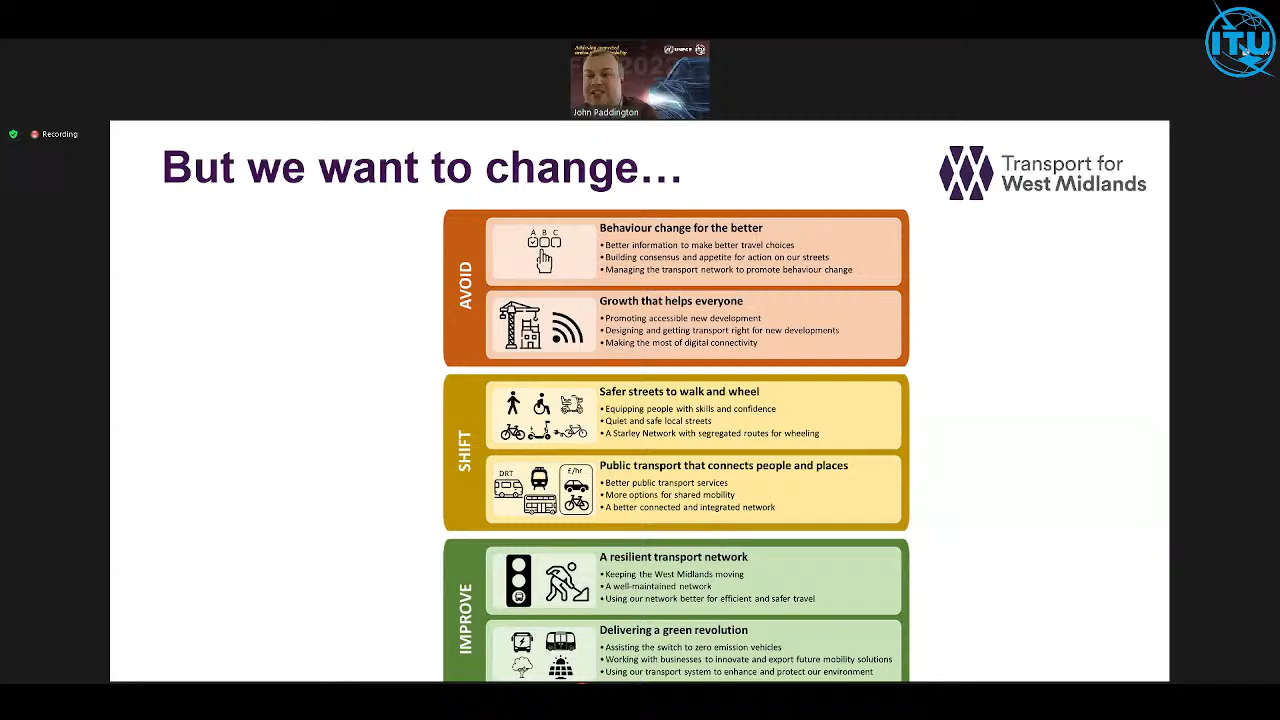 ITU
John Paddington
Recording
But we want to change...
Transport for
West Midlands
AVOID
A B C
Behaviour change for the better
• Better information to make better travel choices
• Building consensus and appetite for action on our streets
• Managing the transport network to promote behaviour change
Growth that helps everyone
• Promoting accessible new development
• Designing and getting transport right for new developments
• Making the most of digital connectivity
SHIFT
Safer streets to walk and wheel
• Equipping people with skills and confidence
• Quiet and safe local streets
• A Starley Network with segregated routes for wheeling
DRT
£/hr
Public transport that connects people and places
• Better public transport services
• More options for shared mobility
• A better connected and integrated network
IMPROVE
A resilient transport network
• Keeping the West Midlands moving
• A well-maintained network
• Using our network better for efficient and safer travel
Delivering a green revolution
• Assisting the switch to zero emission vehicles
• Working with businesses to innovate and export future mobility solutions
• Using our transport system to enhance and protect our environment